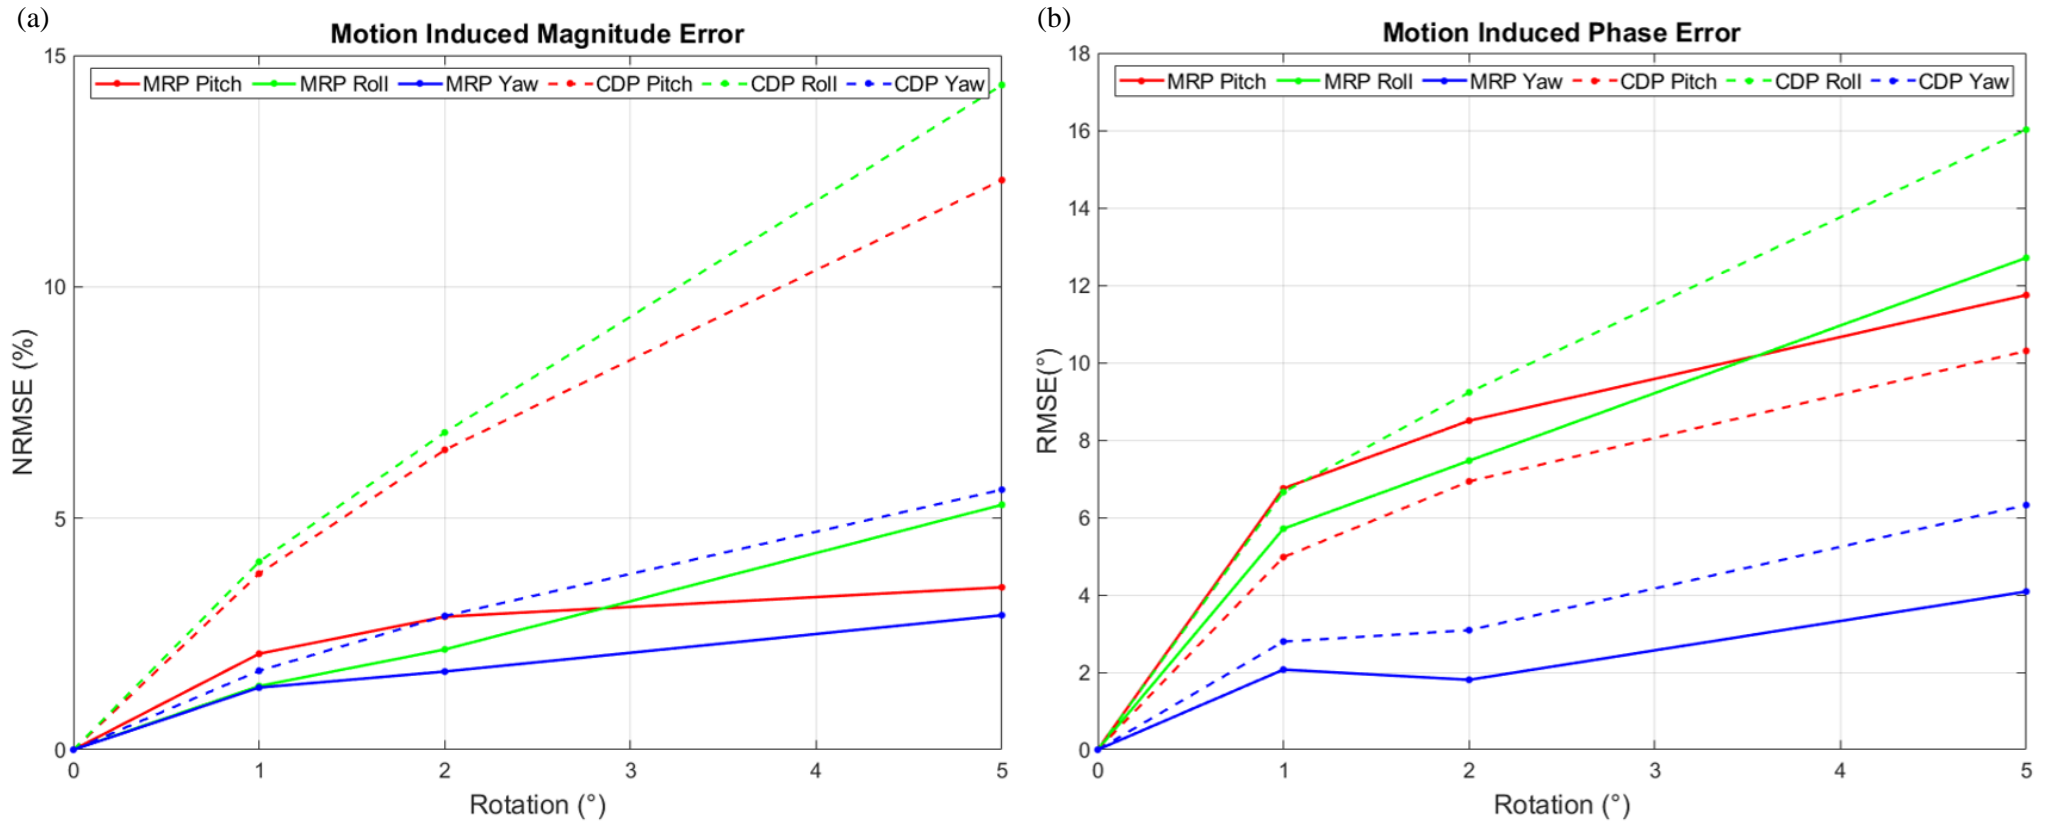 (a)
Motion Induced Magnitude Error
MRP Pitch MRP Roll MRP Yaw CDP Pitch CDP Roll CDP Yaw
15
10
5
0
NRMSE (%)
0 1 2 3 4 5
Rotation (°)
(b)
Motion Induced Phase Error
MRP Pitch MRP Roll MRP Yaw CDP Pitch CDP Roll CDP Yaw
18
16
14
12
10
8
6
4
2
0
RMSE(°)
0 1 2 3 4 5
Rotation (°)